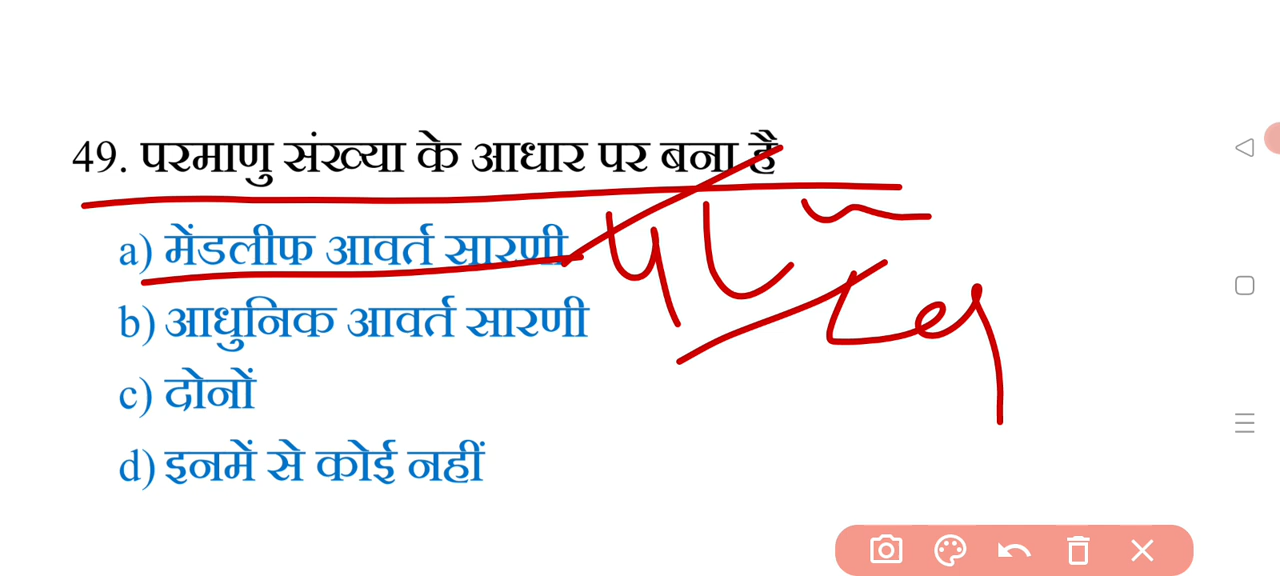 49. परमाणु संख्या के आधार पर बना है
a) मेंडलीफ आवर्त सारणी
b) आधुनिक आवर्त सारणी
c) दोनों
d) इनमें से कोई नहीं